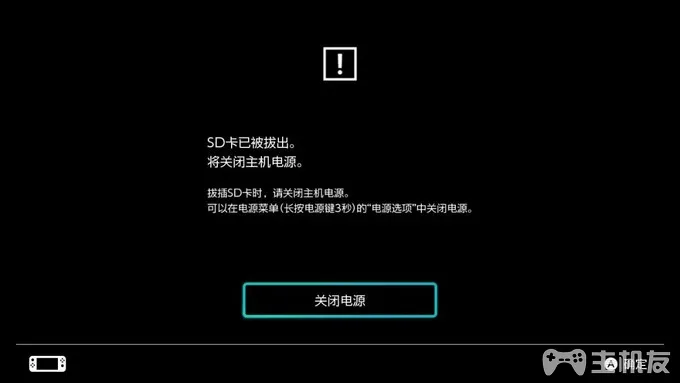 SD卡已被拔出。
将关闭主机电源。
拔插SD卡时，请关闭主机电源。
可以在电源菜单(长按电源键3秒)的“电源选项”中关闭电源。
关闭电源
A 确定
主机友